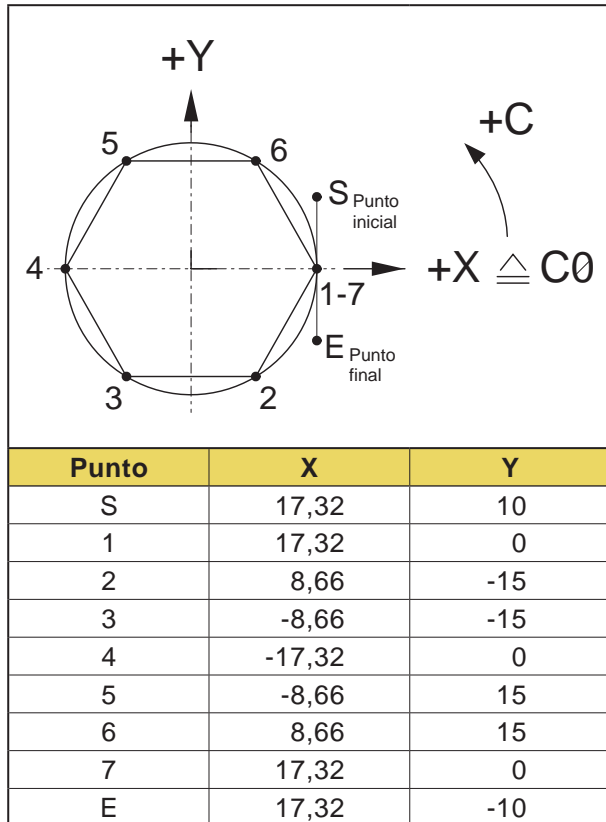 +Y
+C
5
6
S Punto inicial
4
+X ≙ C0
1-7
E Punto final
3
2
Punto X Y
S 17,32 10
1 17,32 0
2 8,66 -15
3 -8,66 -15
4 -17,32 0
5 -8,66 15
6 8,66 15
7 17,32 0
E 17,32 -10